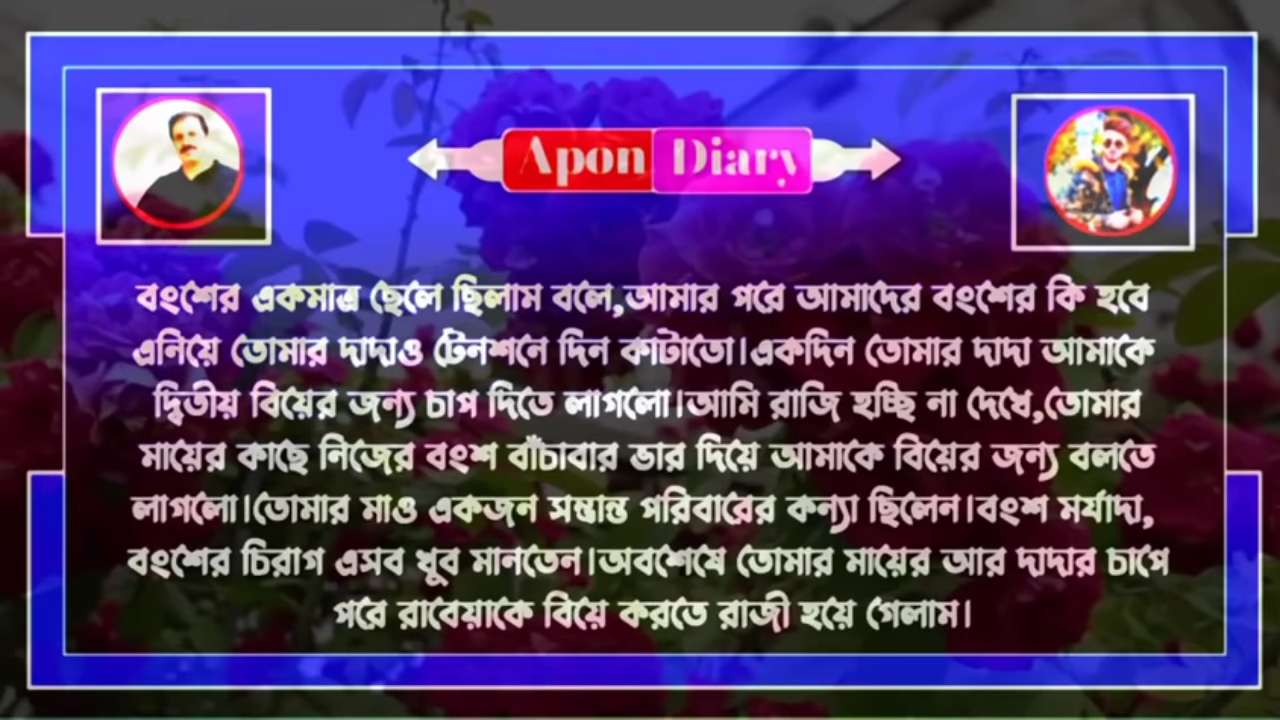 Apon Diary
বংশের একমাত্র ছেলে ছিলাম বলে,আমার পরে আমাদের বংশের কি হবে
এনিয়ে তোমার দাদাও টেনশনে দিন কাটাতো।একদিন তোমার দাদা আমাকে
দ্বিতীয় বিয়ের জন্য চাপ দিতে লাগলো।আমি রাজি হচ্ছি না দেখে,তোমার
মায়ের কাছে নিজের বংশ বাঁচাবার ভার দিয়ে আমাকে বিয়ের জন্য বলতে
লাগলো।তোমার মাও একজন সম্ভান্ত পরিবারের কন্যা ছিলেন।বংশ মর্যাদা,
বংশের চিরাগ এসব খুব মানতেন।অবশেষে তোমার মায়ের আর দাদার চাপে
পরে রাবেয়াকে বিয়ে করতে রাজী হয়ে গেলাম।